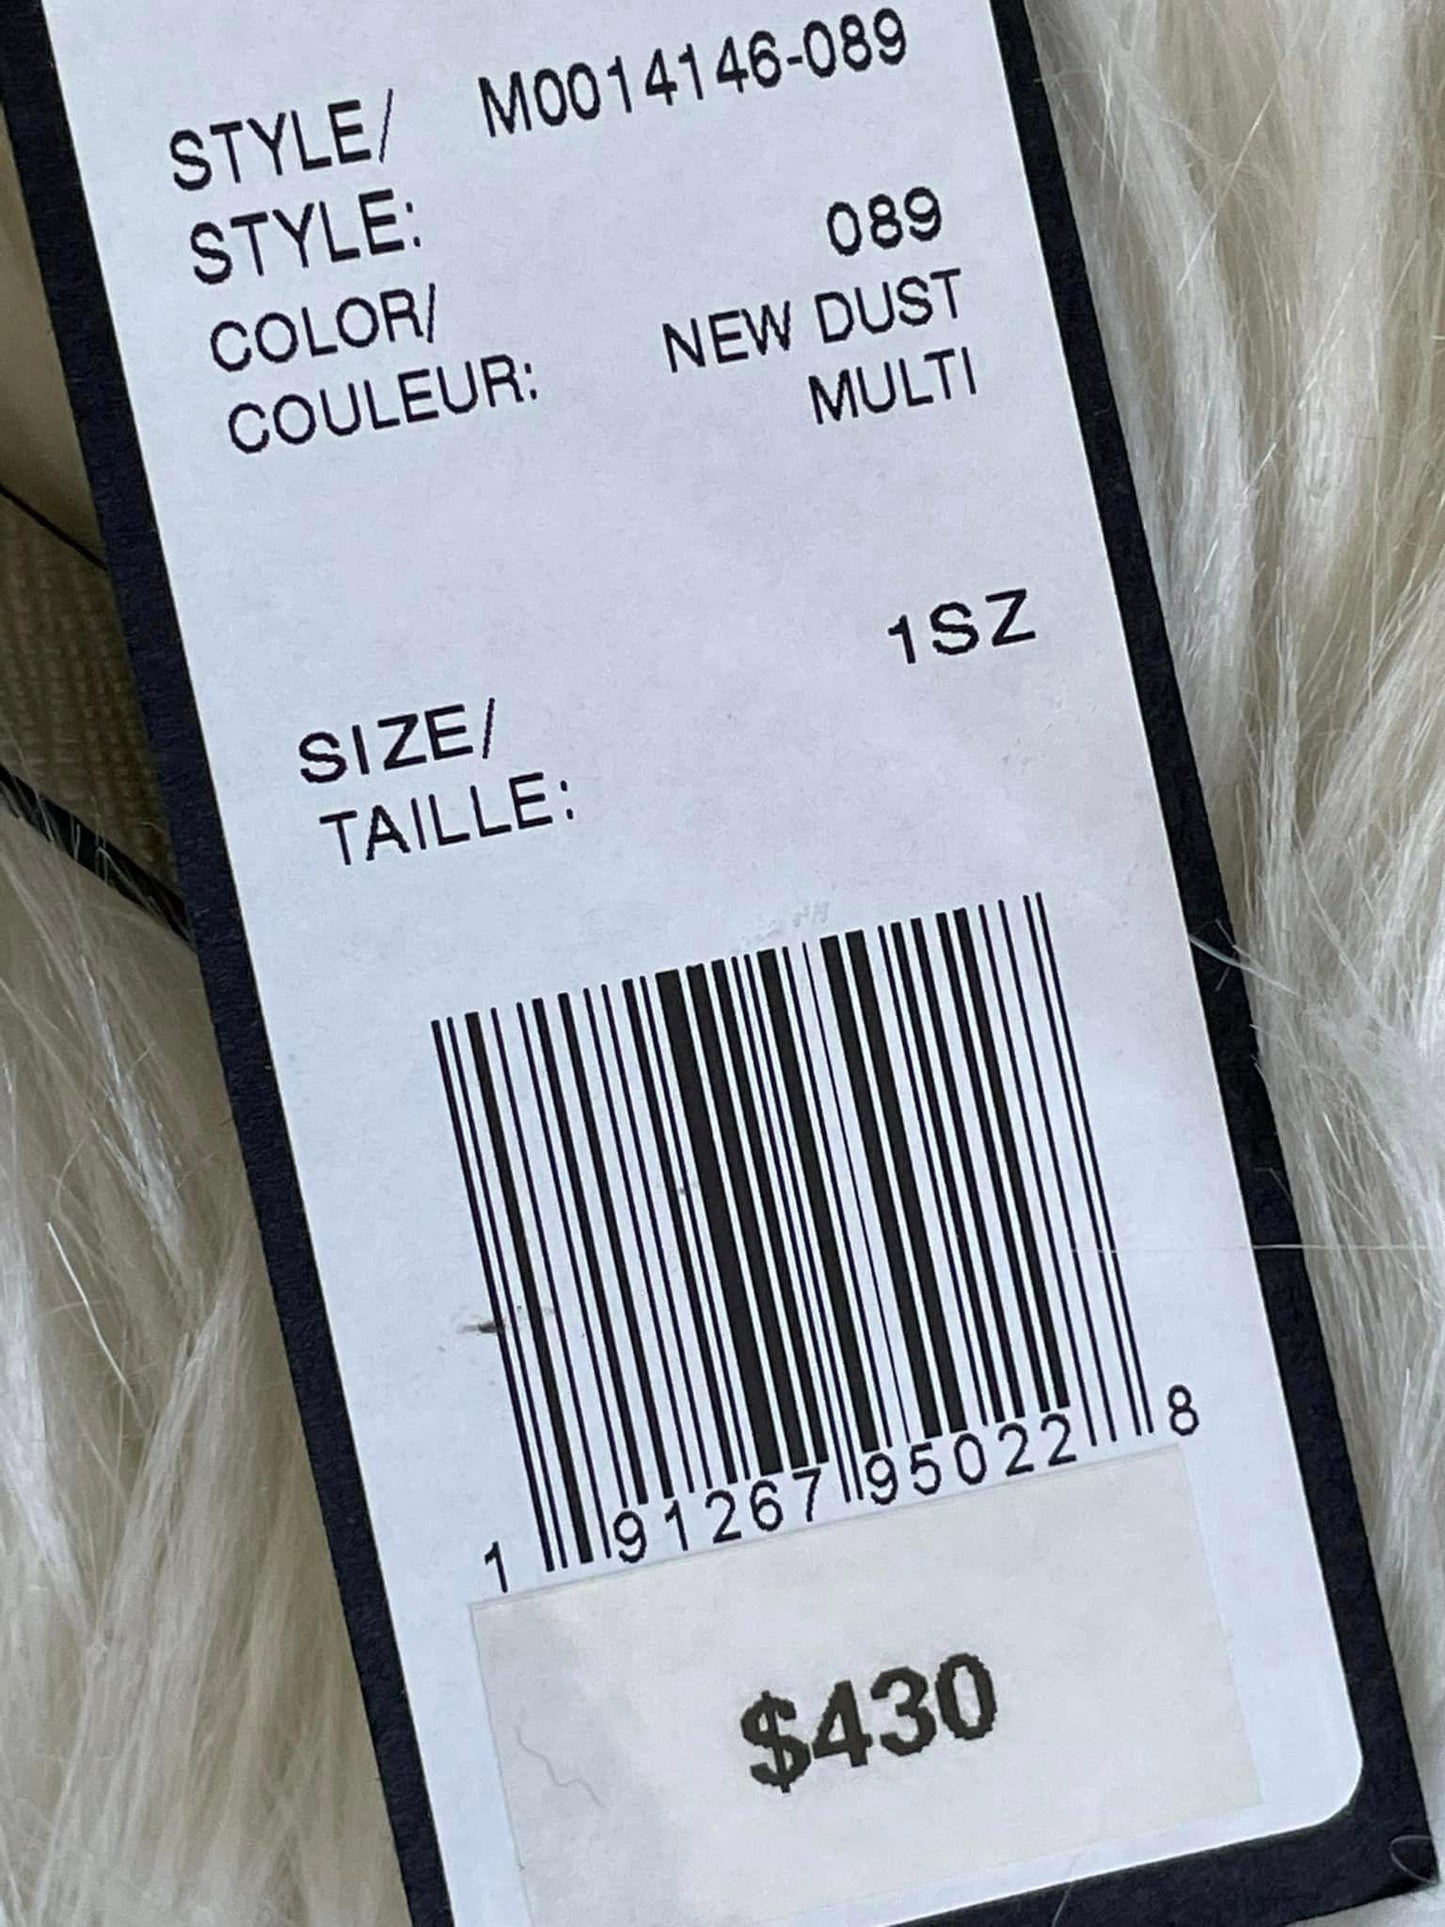 STYLE/ M0014146-089
STYLE:
089
COLOR/ NEW DUST
COULEUR: MULTI
1SZ
SIZE/
TAILLE:
1 91267 95022 8
$430